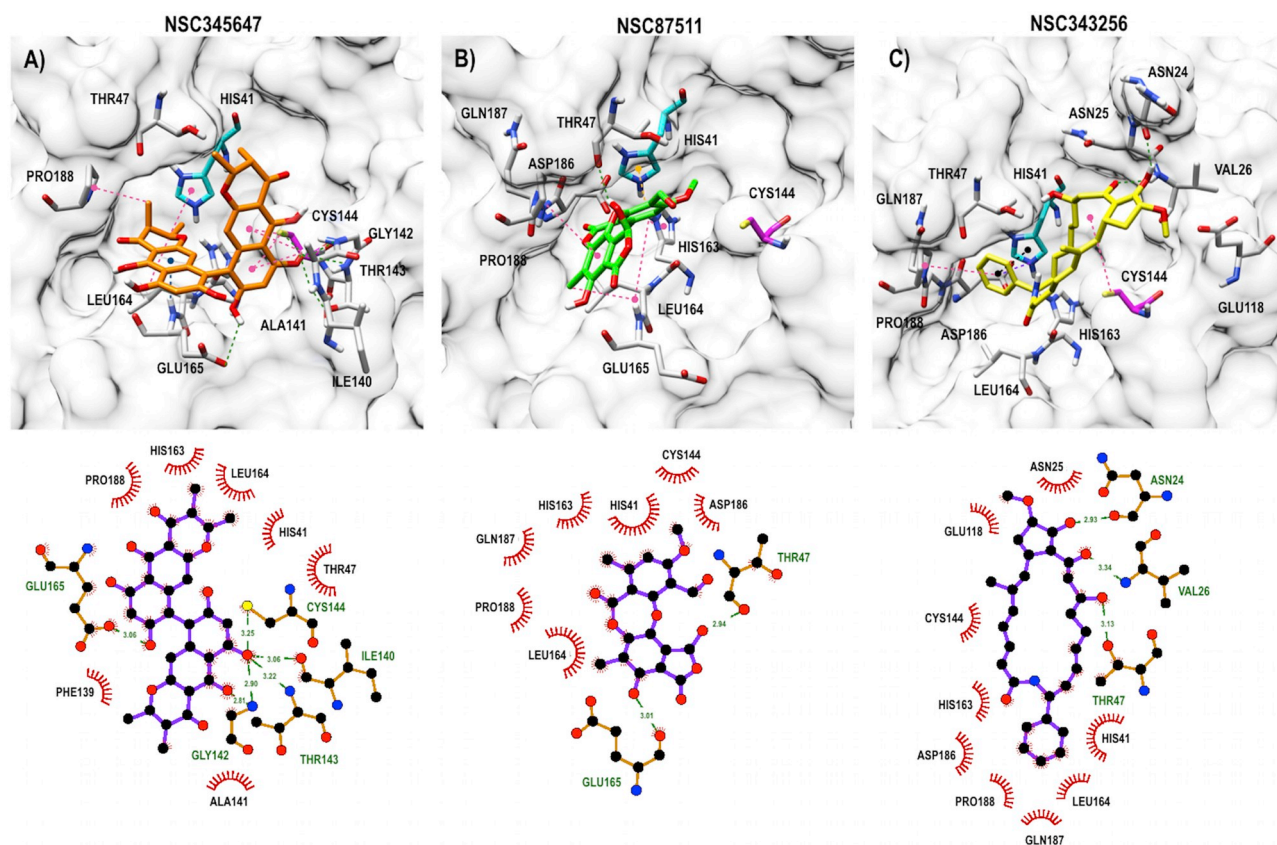 NSC345647
NSC87511
NSC343256
A)
THR47
HIS41
PRO188
CYS144
GLY142
THR143
LEU164
ALA141
GLU165
ILE140
B)
GLN187
THR47
ASP186
HIS41
CYS144
PRO188
HIS163
LEU164
GLU165
C)
ASN24
ASN25
VAL26
THR47
HIS41
GLN187
CYS144
GLU118
PRO188
ASP186
HIS163
LEU164
HIS163
PRO188
LEU164
HIS41
THR47
GLU165
CYS144
3.25
3.06
3.06
ILE140
3.22
2.90
PHE139
2.81
GLY142
THR143
ALA141
CYS144
HIS163
HIS41
ASP186
GLN187
THR47
PRO188
2.94
LEU164
3.01
GLU165
ASN25
ASN24
2.93
GLU118
3.34
VAL26
CYS144
3.13
HIS163
THR47
HIS41
ASP186
PRO188
LEU164
GLN187